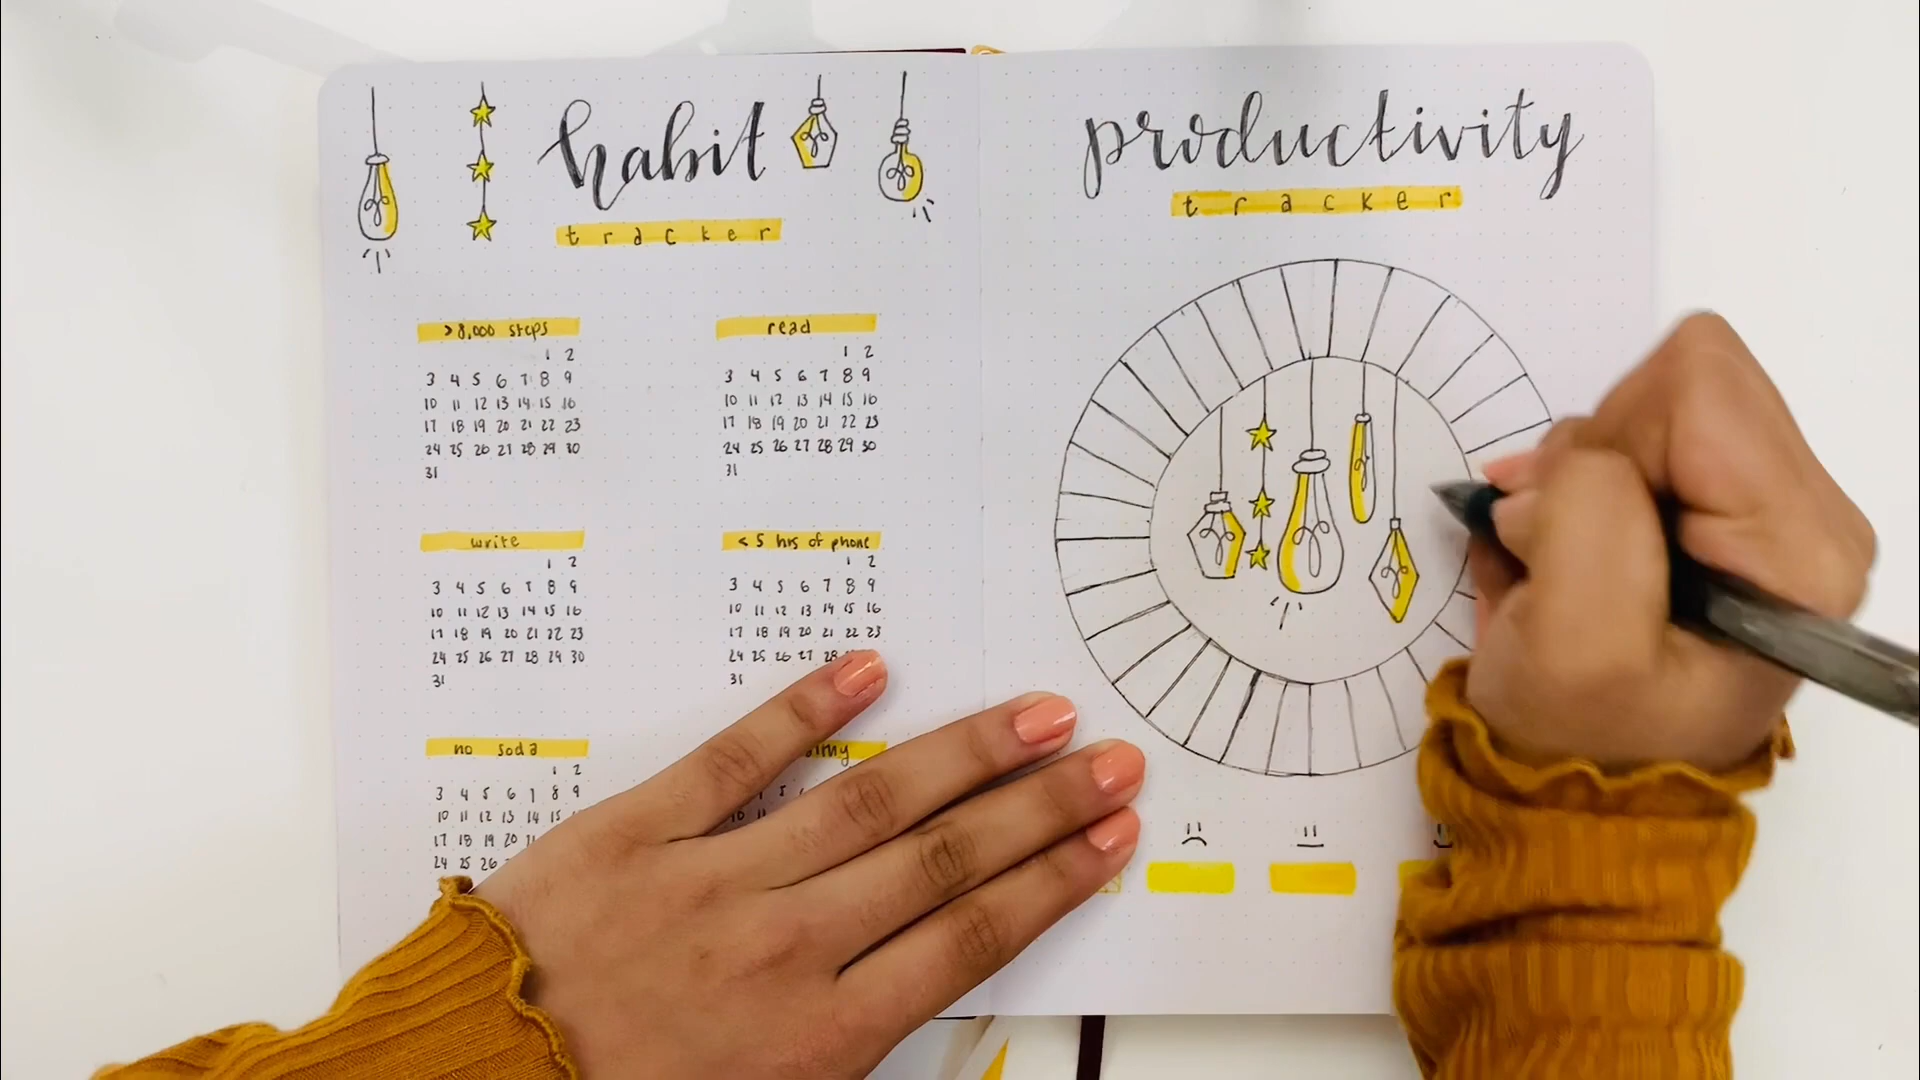 habit
tracker
productivity
tracker
>8,000 steps
1 2
3 4 5 6 7 8 9
10 11 12 13 14 15 16
17 18 19 20 21 22 23
24 25 26 27 28 29 30
31
read
1 2
3 4 5 6 7 8 9
10 11 12 13 14 15 16
17 18 19 20 21 22 23
24 25 26 27 28 29 30
31
write
1 2
3 4 5 6 7 8 9
10 11 12 13 14 15 16
17 18 19 20 21 22 23
24 25 26 27 28 29 30
31
<5 hrs of phone
1 2
3 4 5 6 7 8 9
10 11 12 13 14 15 16
17 18 19 20 21 22 23
24 25 26 27 28
31
no soda
1 2
3 4 5 6 7 8 9
10 11 12 13 14 15
17 18 19 20
24 25 26
10 11